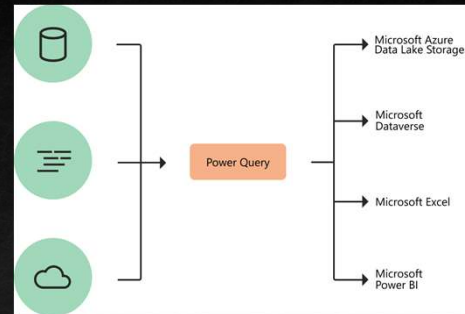 Microsoft Azure
Data Lake Storage
Microsoft
Dataverse
Power Query
Microsoft Excel
Microsoft
Power BI